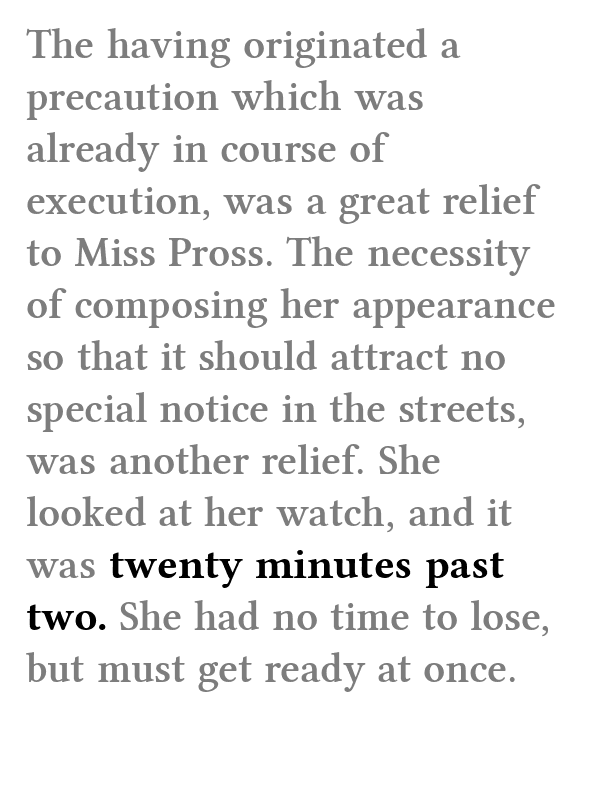 The having originated a
precaution which was
already in course of
execution, was a great relief
to Miss Pross. The necessity
of composing her appearance
so that it should attract no
special notice in the streets,
was another relief. She
looked at her watch, and it
was twenty minutes past
two. She had no time to lose,
but must get ready at once.